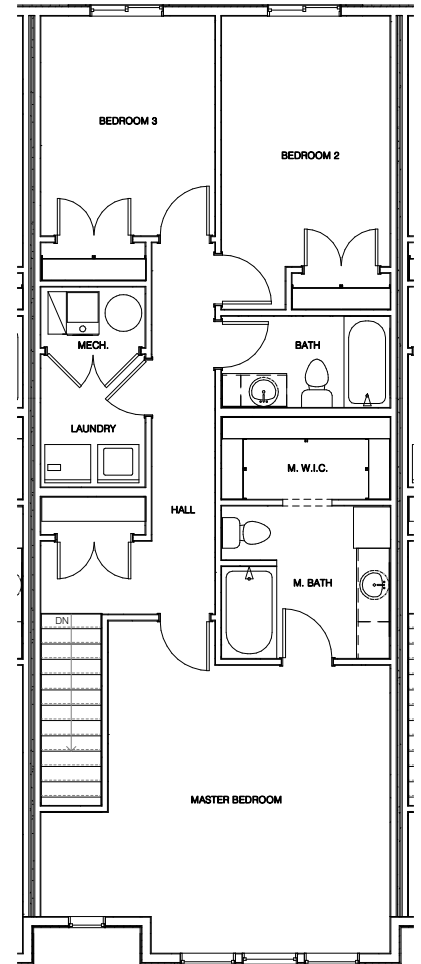 BEDROOM 3
BEDROOM 2
MECH.
BATH
LAUNDRY
M. W.I.C.
HALL
M. BATH
DN
MASTER BEDROOM